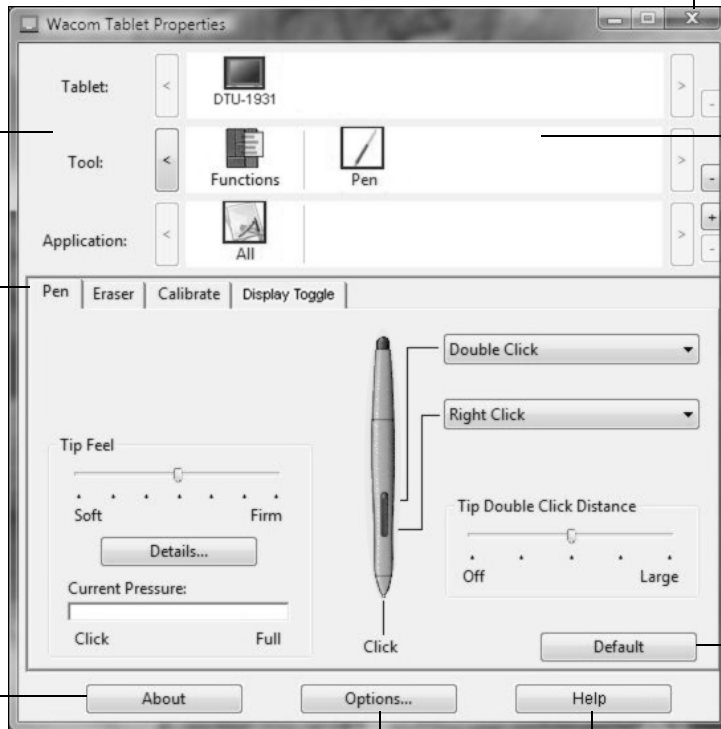 Wacom Tablet Properties
Tablet:
DTU-1931
Tool:
Functions
Pen
Application:
All
Pen
Eraser
Calibrate
Display Toggle
Double Click
Right Click
Tip Feel
Soft
Firm
Details...
Current Pressure:
Click
Full
Click
Tip Double Click Distance
Off
Large
Default
About
Options...
Help